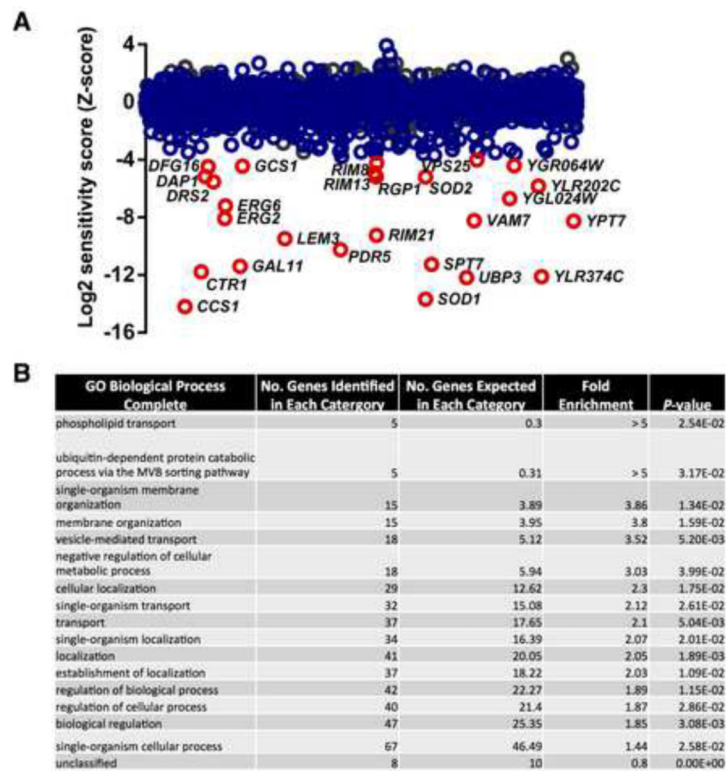 A
Log2 sensitivity score (Z-score)
4
0
-4
-8
-12
-16
DFG16
GCS1
DAP1
DRS2
ERG6
ERG2
LEM3
GAL11
CTR1
CCS1
RIM8
RIM13
RGP1
RIM21
PDR5
VPS25
SOD2
YGR064W
YLR202C
YGL024W
VAM7
YPT7
SPT7
UBP3
YLR374C
SOD1
B
GO Biological Process Complete No. Genes Identified in Each Catergory No. Genes Expected in Each Category Fold Enrichment P-value
phospholipid transport 5 0.3 > 5 2.54E-02
ubiquitin-dependent protein catabolic
process via the MVB sorting pathway 5 0.31 > 5 3.17E-02
single-organism membrane
organization 15 3.89 3.86 1.34E-02
membrane organization 15 3.95 3.8 1.59E-02
vesicle-mediated transport 18 5.12 3.52 5.20E-03
negative regulation of cellular
metabolic process 18 5.94 3.03 3.99E-02
cellular localization 29 12.62 2.3 1.75E-02
single-organism transport 32 15.08 2.12 2.61E-02
transport 37 17.65 2.1 5.04E-03
single-organism localization 34 16.39 2.07 2.01E-02
localization 41 20.05 2.05 1.89E-03
establishment of localization 37 18.22 2.03 1.09E-02
regulation of biological process 42 22.27 1.89 1.15E-02
regulation of cellular process 40 21.4 1.87 2.86E-02
biological regulation 47 25.35 1.85 3.08E-03
single-organism cellular process 67 46.49 1.44 2.58E-02
unclassified 8 10 0.8 0.00E+00